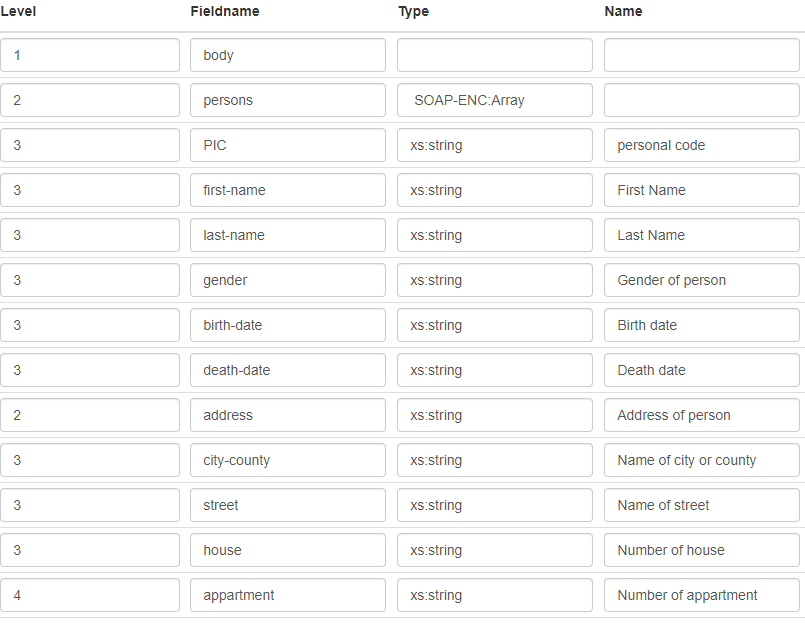 Level Fieldname Type Name
1 body
2 persons SOAP-ENC:Array
3 PIC xs:string personal code
3 first-name xs:string First Name
3 last-name xs:string Last Name
3 gender xs:string Gender of person
3 birth-date xs:string Birth date
3 death-date xs:string Death date
2 address xs:string Address of person
3 city-county xs:string Name of city or county
3 street xs:string Name of street
3 house xs:string Number of house
4 appartment xs:string Number of appartment